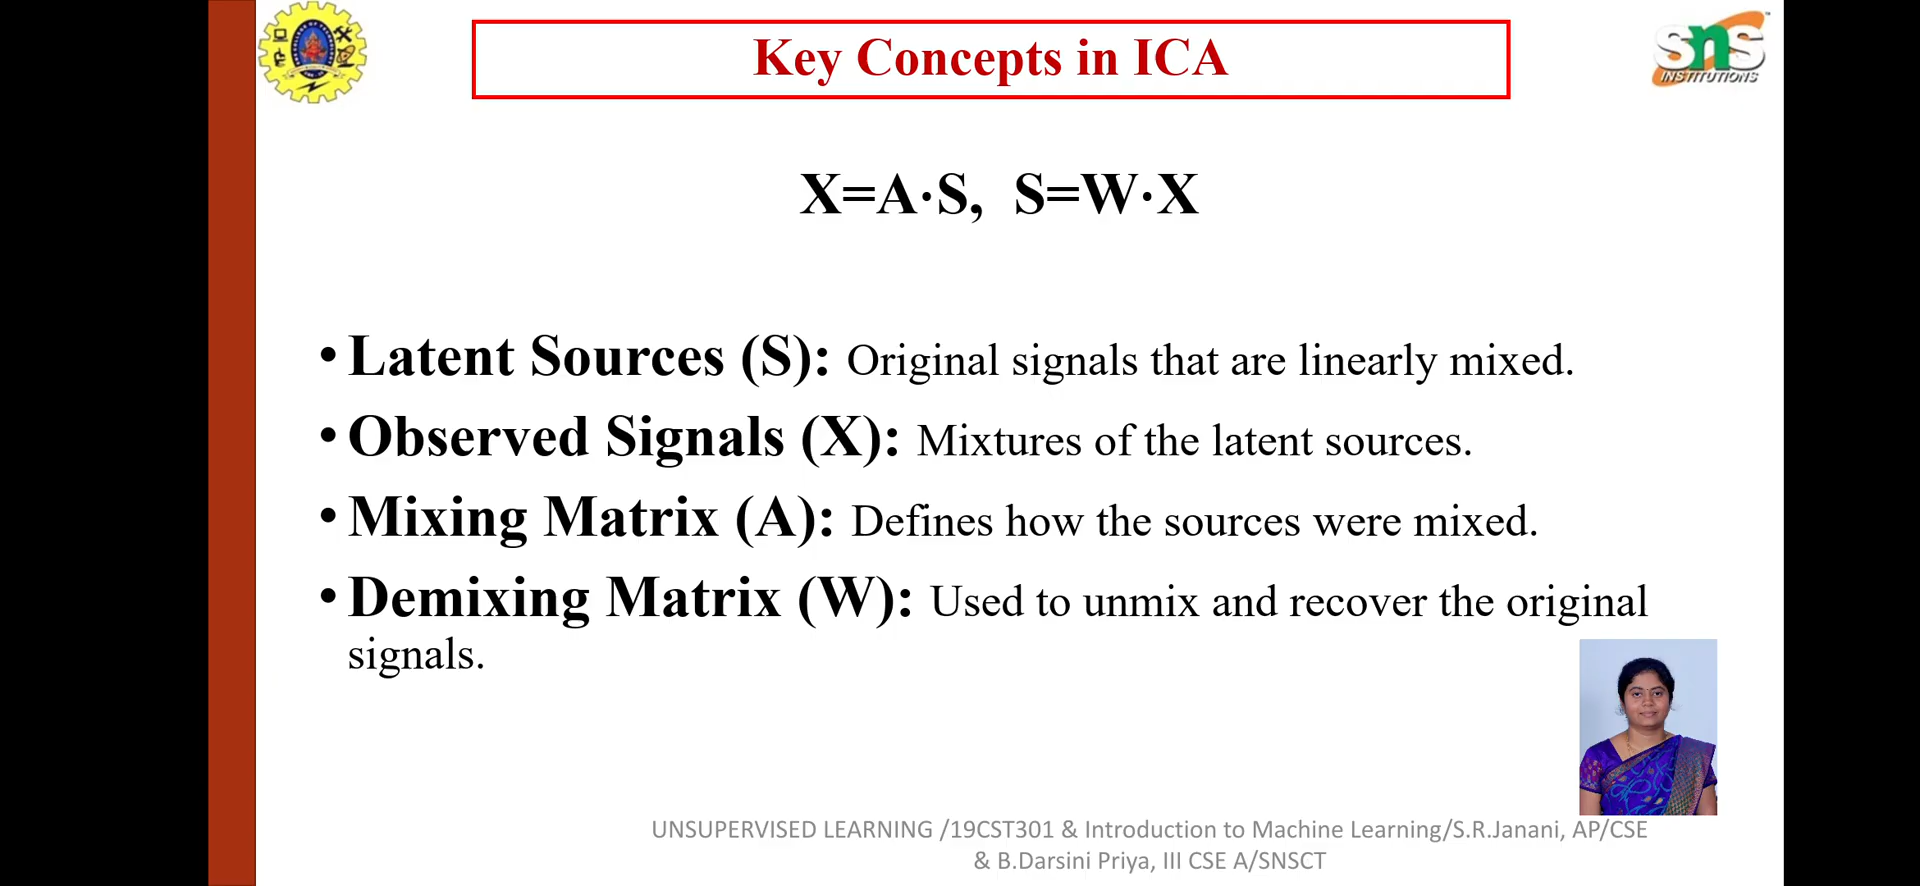 Key Concepts in ICA
SNS
INSTITUTIONS
X=A·S, S=W·X
• Latent Sources (S): Original signals that are linearly mixed.
• Observed Signals (X): Mixtures of the latent sources.
• Mixing Matrix (A): Defines how the sources were mixed.
• Demixing Matrix (W): Used to unmix and recover the original
signals.
UNSUPERVISED LEARNING /19CST301 & Introduction to Machine Learning/S.R.Janani, AP/CSE
& B.Darsini Priya, III CSE A/SNSCT